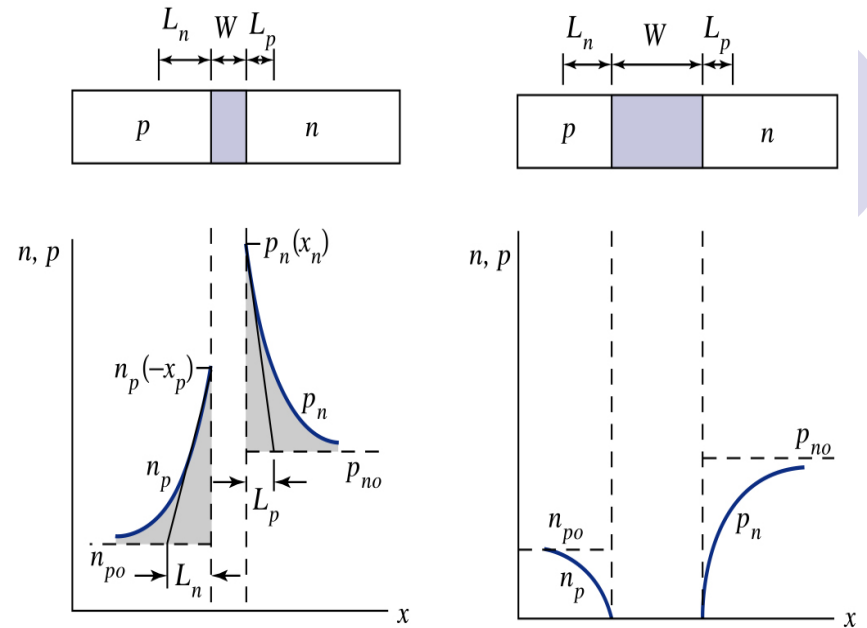 Ln W Lp
p n
n, p
pn(xn)
np(−xp)
pn
np
pno
Lp
npo
Ln
x
Ln W Lp
p n
n, p
pno
npo
pn
np
x